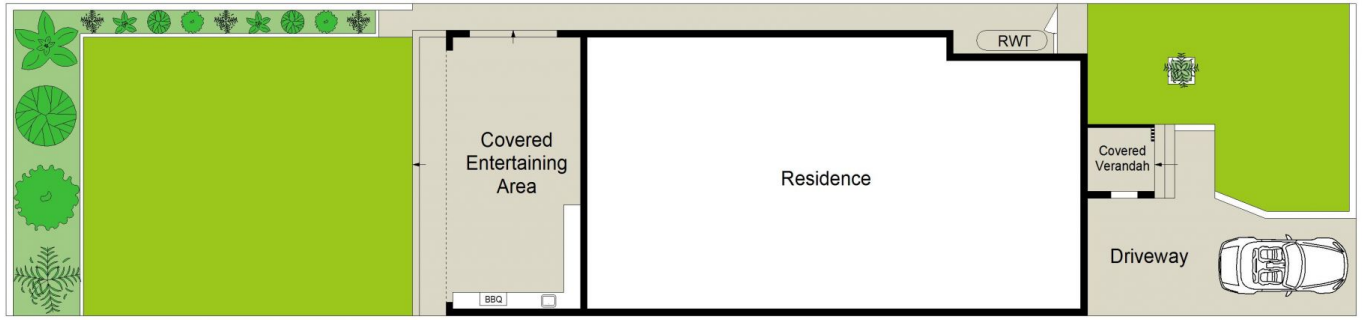 RWT
Covered
Entertaining
Area
Residence
Covered
Verandah
Driveway
BBQ